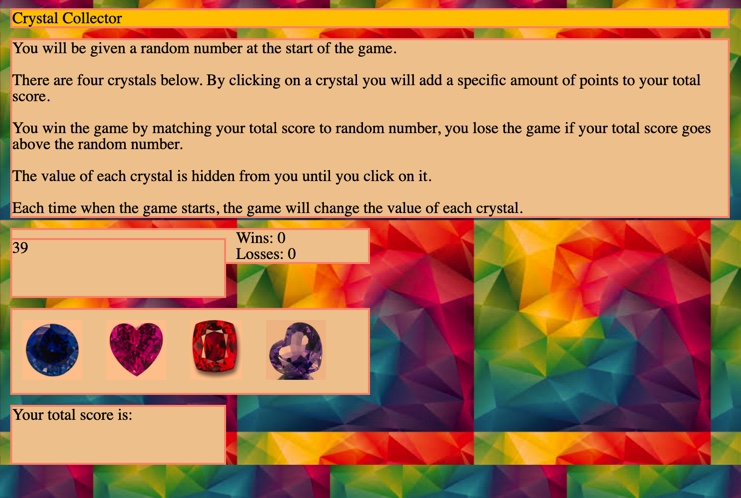 Crystal Collector
You will be given a random number at the start of the game.
There are four crystals below. By clicking on a crystal you will add a specific amount of points to your total
score.
You win the game by matching your total score to random number, you lose the game if your total score goes
above the random number.
The value of each crystal is hidden from you until you click on it.
Each time when the game starts, the game will change the value of each crystal.
39
Wins: 0
Losses: 0
Your total score is: